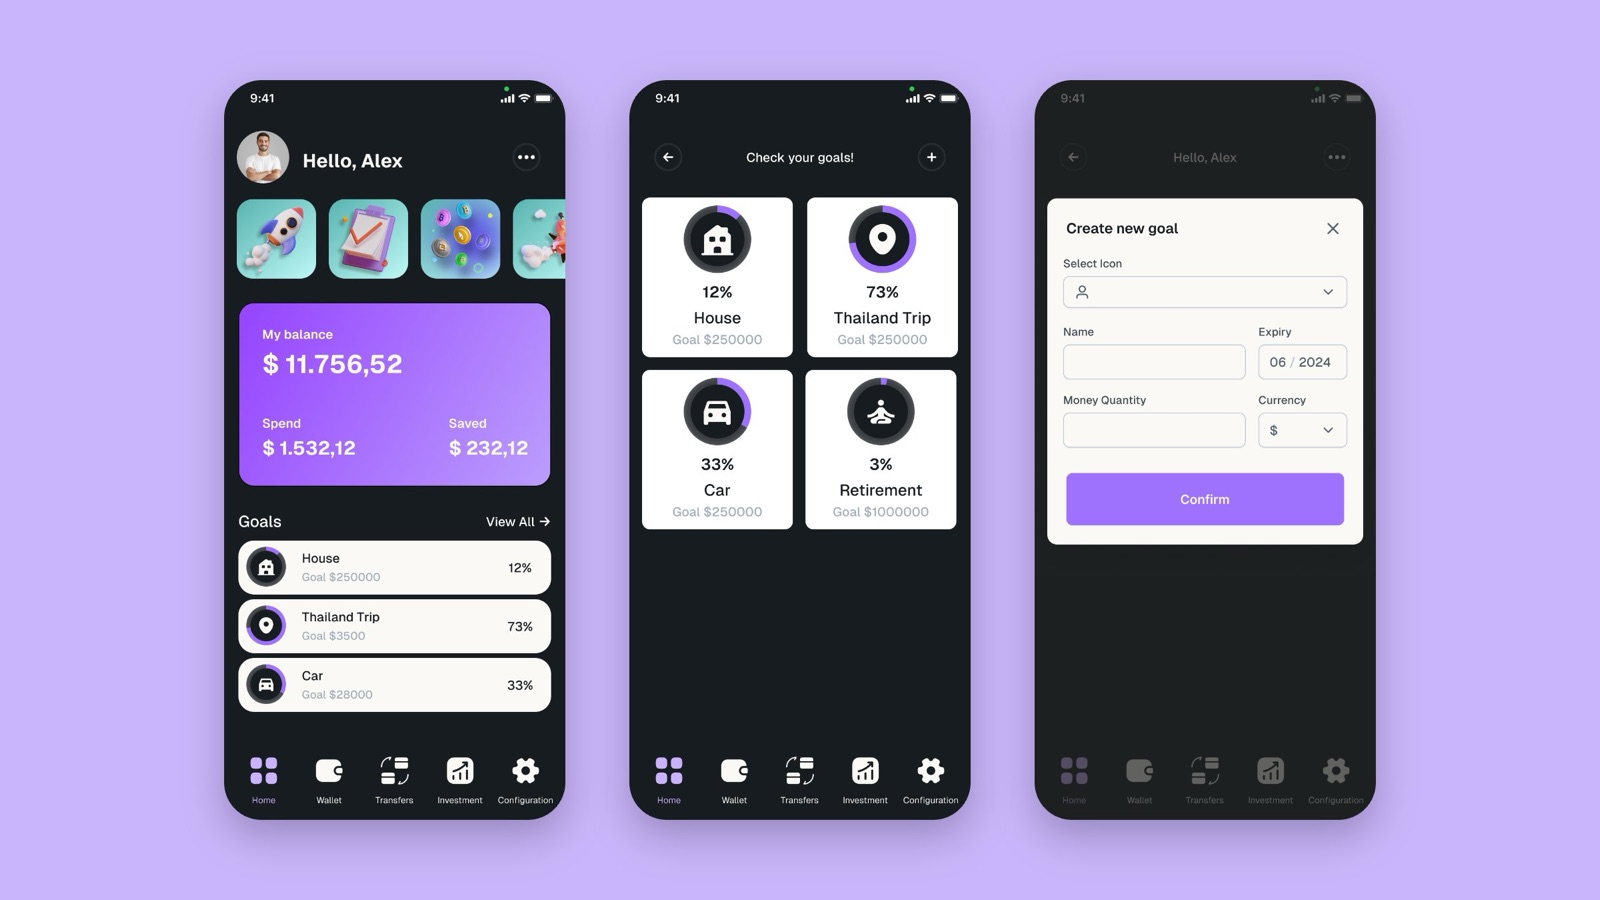 9:41
Hello, Alex
My balance
$ 11.756,52
Spend
Saved
$ 1.532,12
$ 232,12
Goals
View All
House
Goal $250000
12%
Thailand Trip
Goal $3500
73%
Car
Goal $28000
33%
Home
Wallet
Transfers
Investment
Configuration
9:41
Check your goals!
12%
House
Goal $250000
73%
Thailand Trip
Goal $250000
33%
Car
Goal $250000
3%
Retirement
Goal $1000000
Home
Wallet
Transfers
Investment
Configuration
9:41
Hello, Alex
Create new goal
Select Icon
Name
Expiry
06 / 2024
Money Quantity
Currency
$
Confirm
Home
Wallet
Transfers
Investment
Configuration